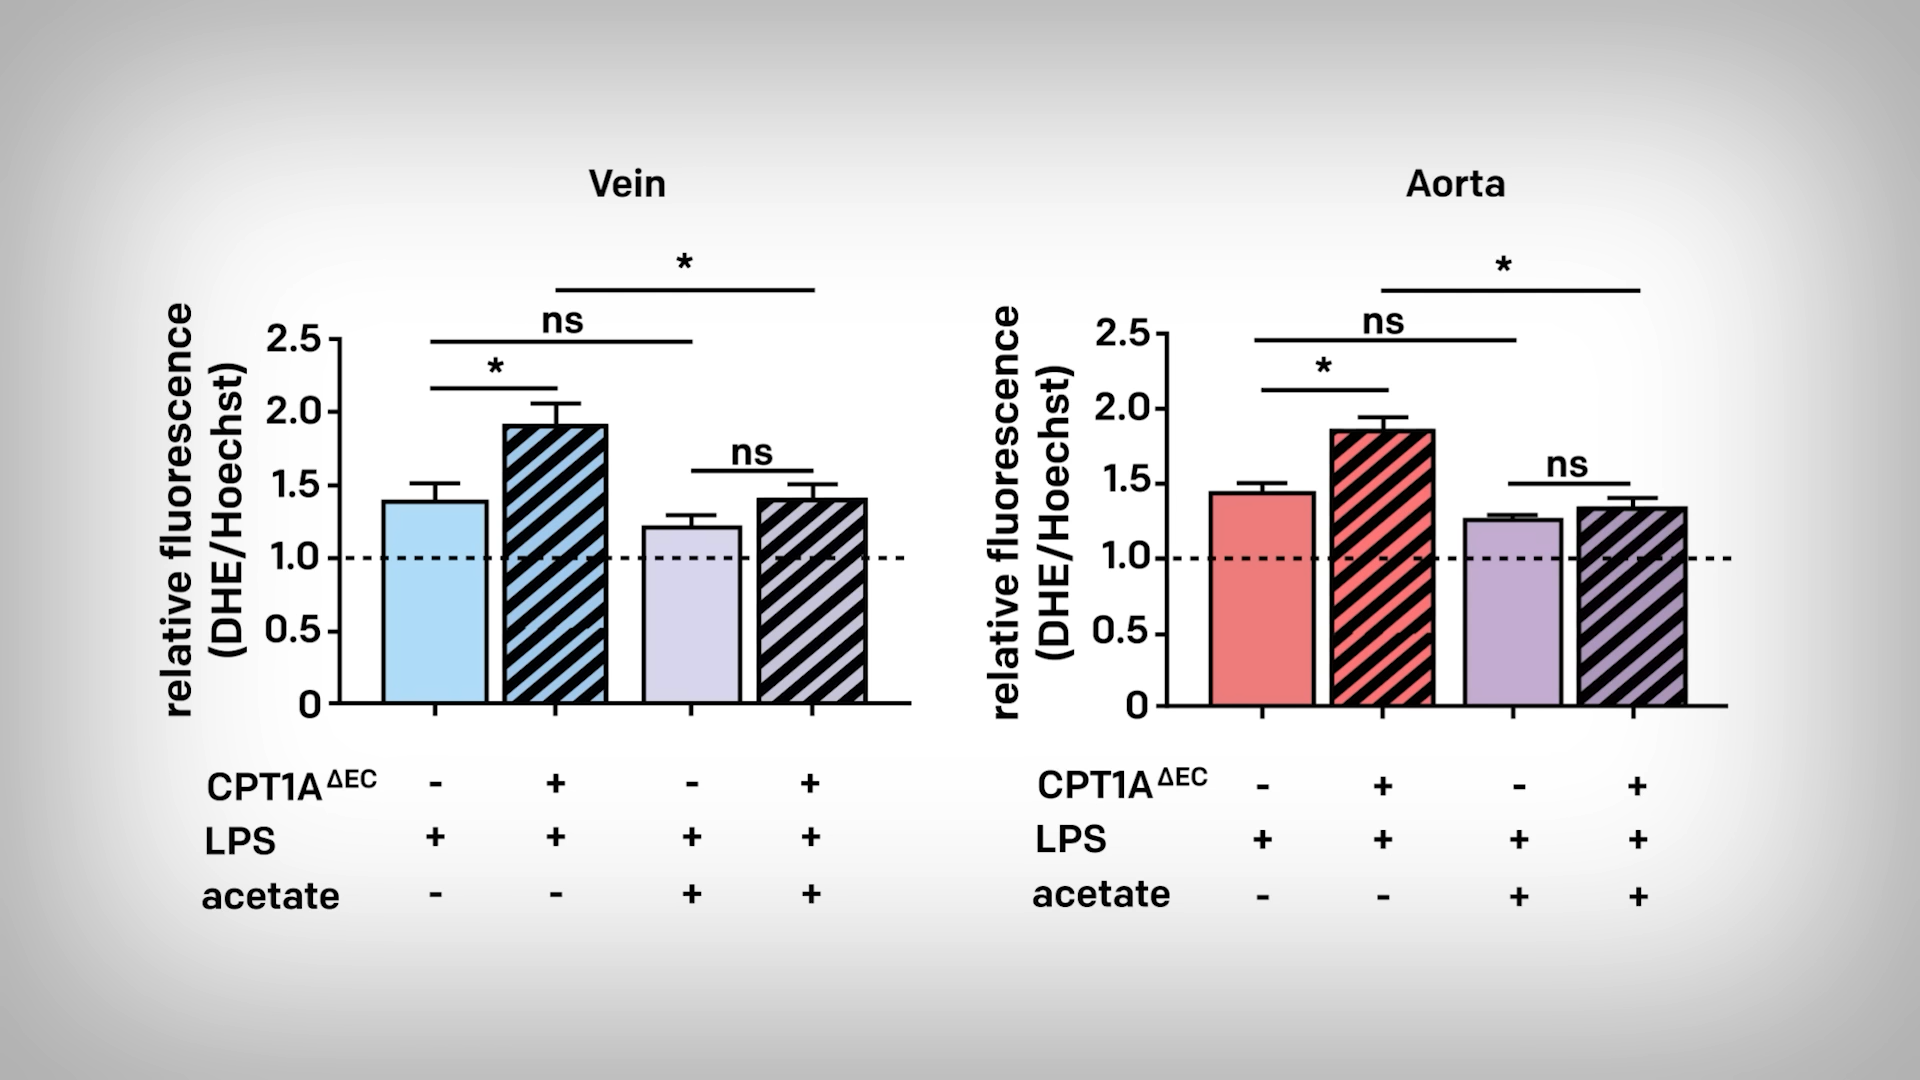 Vein
*
ns
*
ns
relative fluorescence
(DHE/Hoechst)
2.5
2.0
1.5
1.0
0.5
0
CPT1A ΔEC - + - +
LPS + + + +
acetate - - + +
Aorta
*
ns
*
ns
relative fluorescence
(DHE/Hoechst)
2.5
2.0
1.5
1.0
0.5
0
CPT1A ΔEC - + - +
LPS + + + +
acetate - - + +